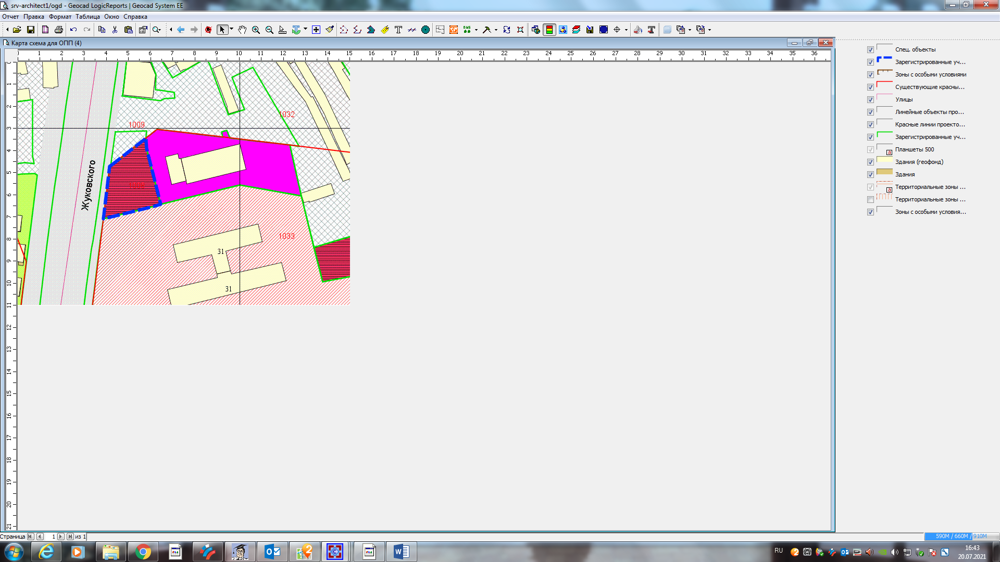 srv-architect1/ogd - Geocad LogicReports | Geocad System EE
Отчет Правка Формат Таблица Окно Справка
Карта схема для ОПП (4)
0 1 2 3 4 5 6 7 8 9 10 11 12 13 14 15 16 17 18 19 20 21 22 23 24 25 26 27 28 29 30 31 32 33 34 35 36
0
1
2
3
4
5
6
7
8
9
10
11
12
13
14
15
16
17
18
19
20
21
1032
1009
Жуковского
1033
31
31
Спец. объекты
Зарегистрированные уч...
Зоны с особыми условиями
Существующие красны...
Улицы
Линейные объекты про...
Красные линии проекто...
Зарегистрированные уч...
Планшеты 500
Здания (геофонд)
Здания
Территориальные зоны ...
Территориальные зоны ...
Зоны с особыми условия...
Страница 1 из 1
590M / 660M / 910M
RU
16:43
20.07.2021